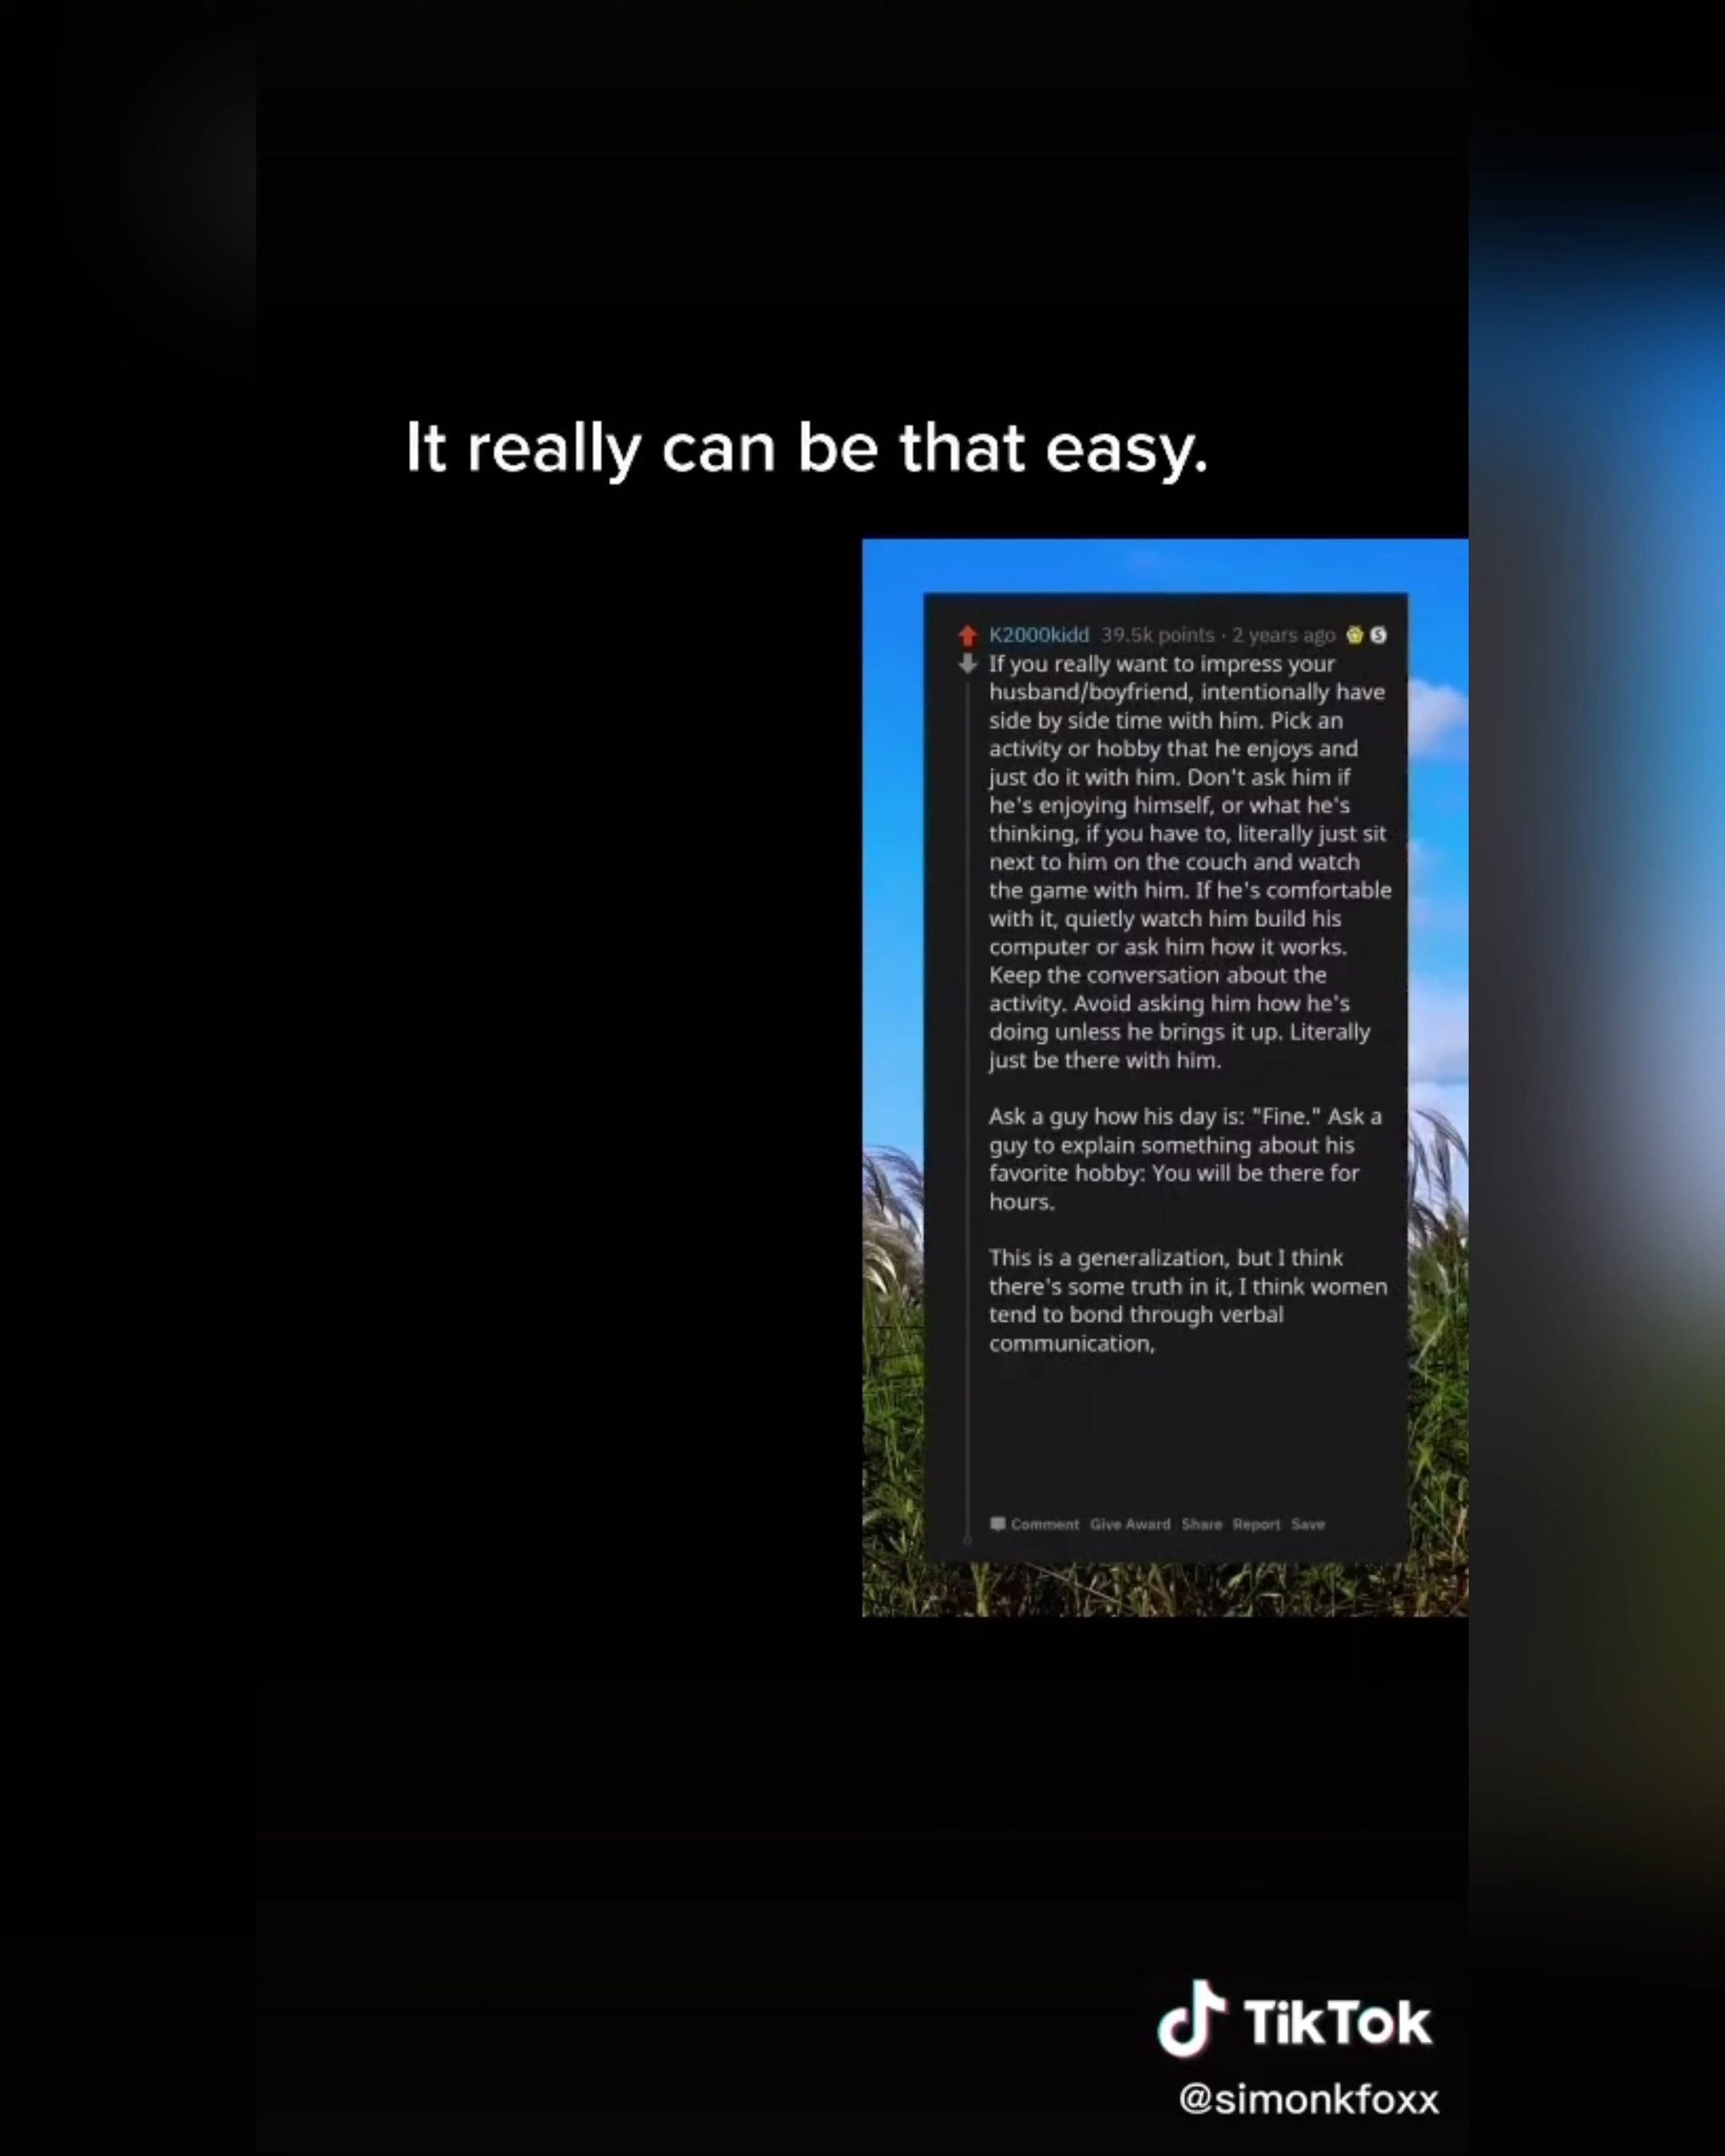 It really can be that easy.
K2000kidd 39.5k points · 2 years ago
If you really want to impress your
husband/boyfriend, intentionally have
side by side time with him. Pick an
activity or hobby that he enjoys and
just do it with him. Don't ask him if
he's enjoying himself, or what he's
thinking, if you have to, literally just sit
next to him on the couch and watch
the game with him. If he's comfortable
with it, quietly watch him build his
computer or ask him how it works.
Keep the conversation about the
activity. Avoid asking him how he's
doing unless he brings it up. Literally
just be there with him.
Ask a guy how his day is: "Fine." Ask a
guy to explain something about his
favorite hobby: You will be there for
hours.
This is a generalization, but I think
there's some truth in it, I think women
tend to bond through verbal
communication,
Comment Give Award Share Report Save
TikTok
@simonkfoxx